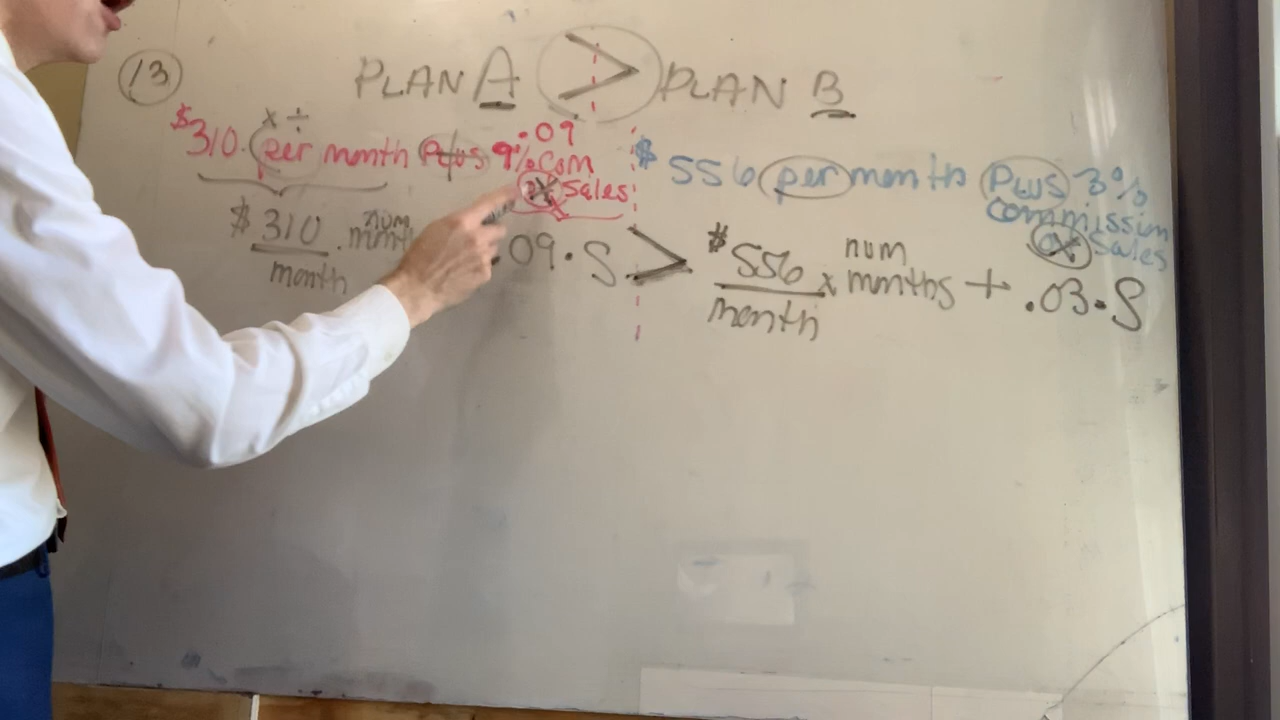 13
PLAN A > PLAN B
× ÷
$310. per month Plus 9% com
.09
of Sales
$556 per month Plus 3%
commission
of Sales
$310 . num
month
.09 . S > $556 × num months + .03 . S
month